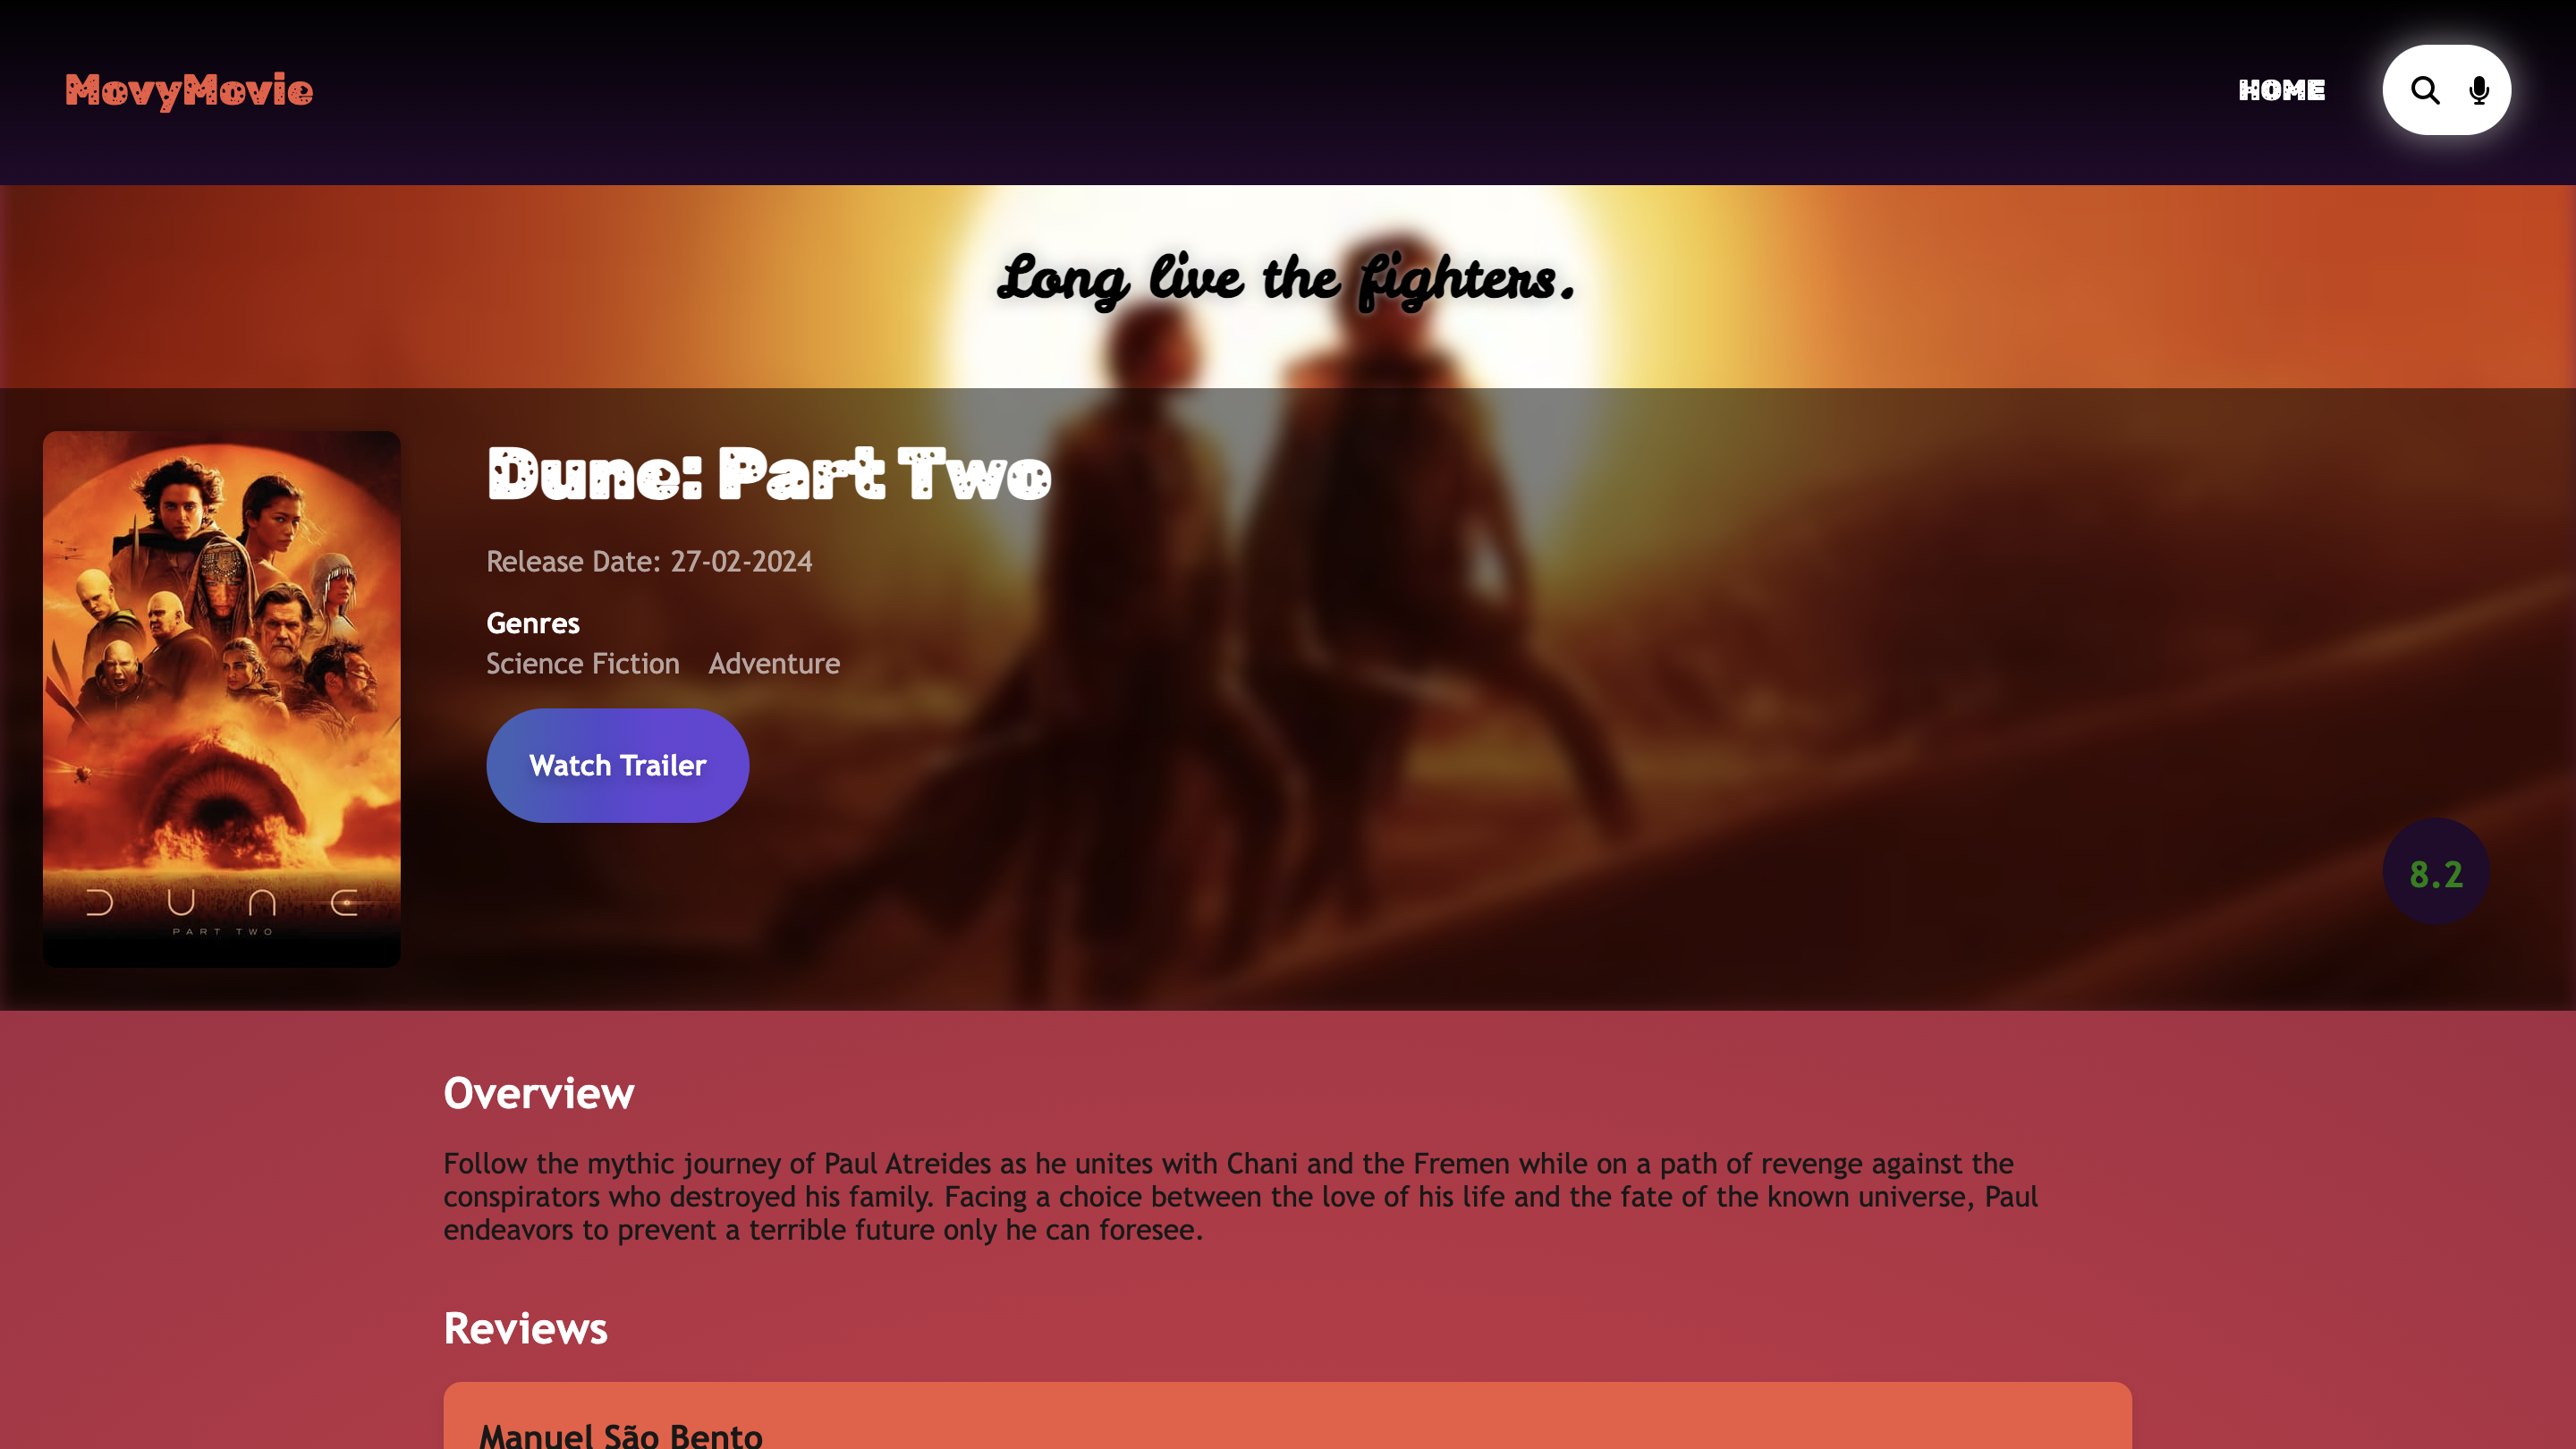 MovyMovie
HOME
Long live the fighters.
Dune: Part Two
Release Date: 27-02-2024
Genres
Science Fiction Adventure
Watch Trailer
DUNE
PART TWO
8.2
Overview
Follow the mythic journey of Paul Atreides as he unites with Chani and the Fremen while on a path of revenge against the
conspirators who destroyed his family. Facing a choice between the love of his life and the fate of the known universe, Paul
endeavors to prevent a terrible future only he can foresee.
Reviews
Manuel São Bento